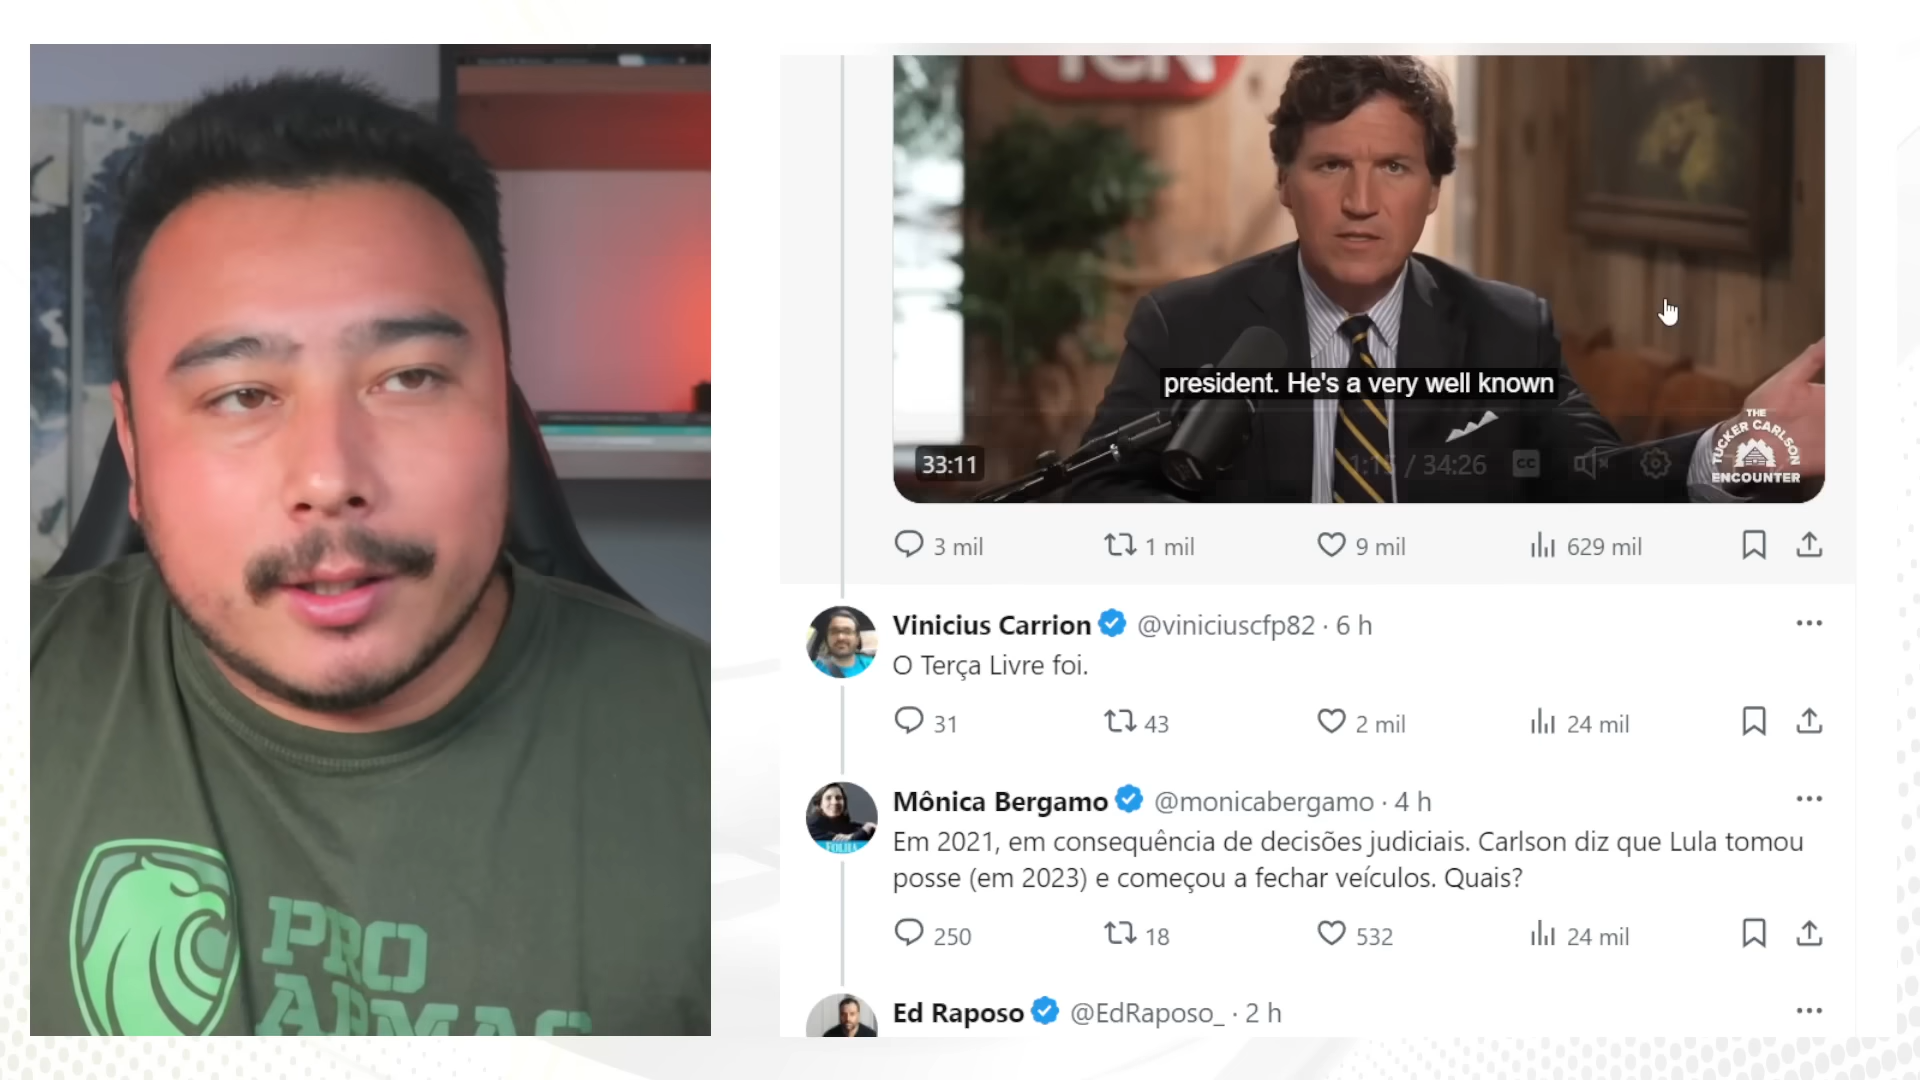 PRO
ARMAS
TCN
president. He's a very well known
33:11
34:26
CC
THE
TUCKER CARLSON
ENCOUNTER
3 mil
1 mil
9 mil
629 mil
Vinicius Carrion @viniciuscfp82 · 6 h
O Terça Livre foi.
31
43
2 mil
24 mil
Mônica Bergamo @monicabergamo · 4 h
FOLHA
Em 2021, em consequência de decisões judiciais. Carlson diz que Lula tomou
posse (em 2023) e começou a fechar veículos. Quais?
250
18
532
24 mil
Ed Raposo @EdRaposo_ · 2 h